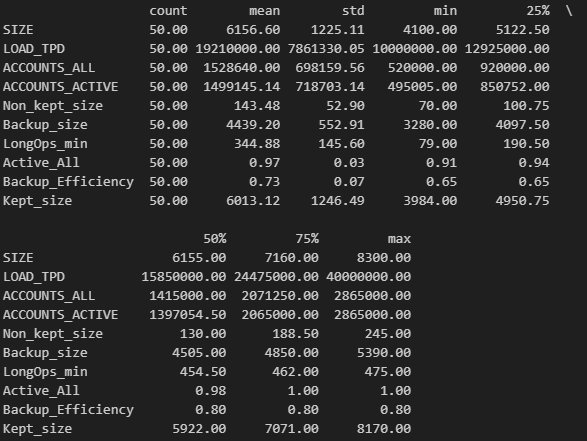 count mean std min 25% \
SIZE 50.00 6156.60 1225.11 4100.00 5122.50
LOAD_TPD 50.00 19210000.00 7861330.05 10000000.00 12925000.00
ACCOUNTS_ALL 50.00 1528640.00 698159.56 520000.00 920000.00
ACCOUNTS_ACTIVE 50.00 1499145.14 718703.14 495005.00 850752.00
Non_kept_size 50.00 143.48 52.90 70.00 100.75
Backup_size 50.00 4439.20 552.91 3280.00 4097.50
LongOps_min 50.00 344.88 145.60 79.00 190.50
Active_All 50.00 0.97 0.03 0.91 0.94
Backup_Efficiency 50.00 0.73 0.07 0.65 0.65
Kept_size 50.00 6013.12 1246.49 3984.00 4950.75
50% 75% max
SIZE 6155.00 7160.00 8300.00
LOAD_TPD 15850000.00 24475000.00 40000000.00
ACCOUNTS_ALL 1415000.00 2071250.00 2865000.00
ACCOUNTS_ACTIVE 1397054.50 2065000.00 2865000.00
Non_kept_size 130.00 188.50 245.00
Backup_size 4505.00 4850.00 5390.00
LongOps_min 454.50 462.00 475.00
Active_All 0.98 1.00 1.00
Backup_Efficiency 0.80 0.80 0.80
Kept_size 5922.00 7071.00 8170.00